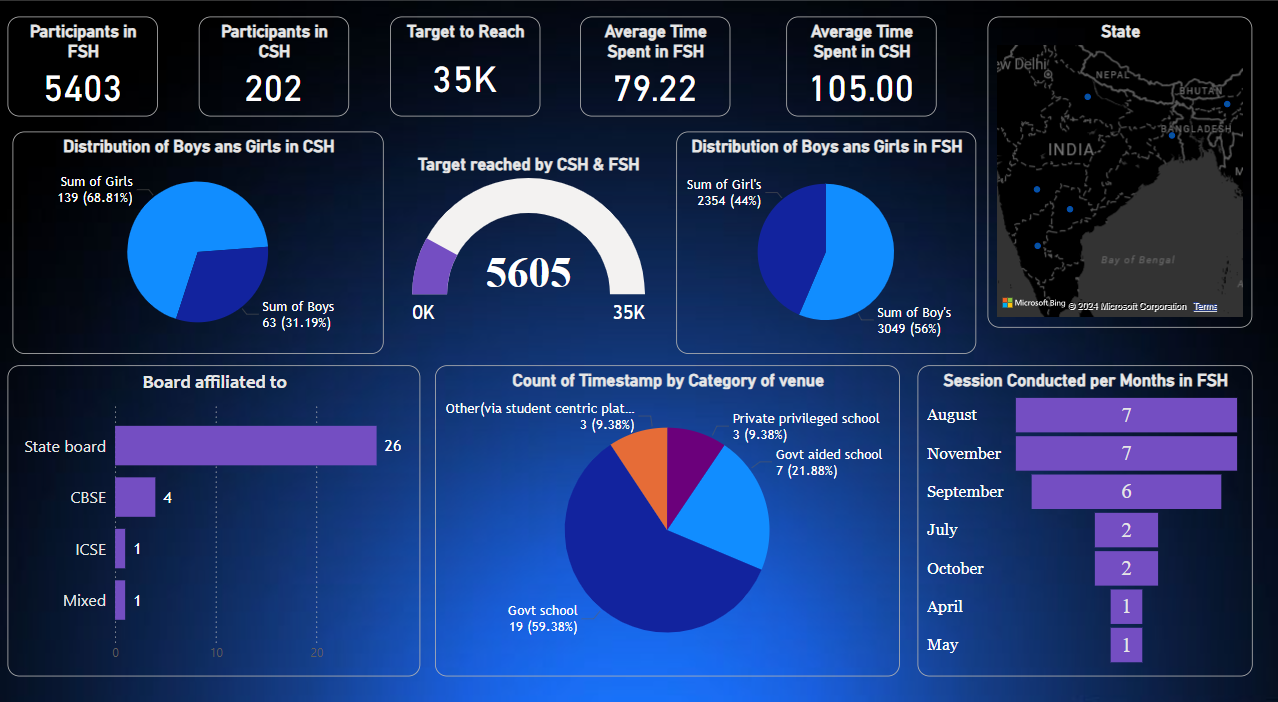 Participants in
FSH
5403
Participants in
CSH
202
Target to Reach
35K
Average Time
Spent in FSH
79.22
Average Time
Spent in CSH
105.00
State
w Delhi
NEPAL
BHUTAN
BANGLADESH
INDIA
M
Bay of Bengal
A
Microsoft Bing
© 2024 Microsoft Corporation Terms
Distribution of Boys ans Girls in CSH
Sum of Girls
139 (68.81%)
Sum of Boys
63 (31.19%)
Target reached by CSH & FSH
5605
0K
35K
Distribution of Boys ans Girls in FSH
Sum of Girl's
2354 (44%)
Sum of Boy's
3049 (56%)
Board affiliated to
State board 26
CBSE 4
ICSE 1
Mixed 1
0 10 20
Count of Timestamp by Category of venue
Other(via student centric plat...
3 (9.38%)
Private privileged school
3 (9.38%)
Govt aided school
7 (21.88%)
Govt school
19 (59.38%)
Session Conducted per Months in FSH
August 7
November 7
September 6
July 2
October 2
April 1
May 1